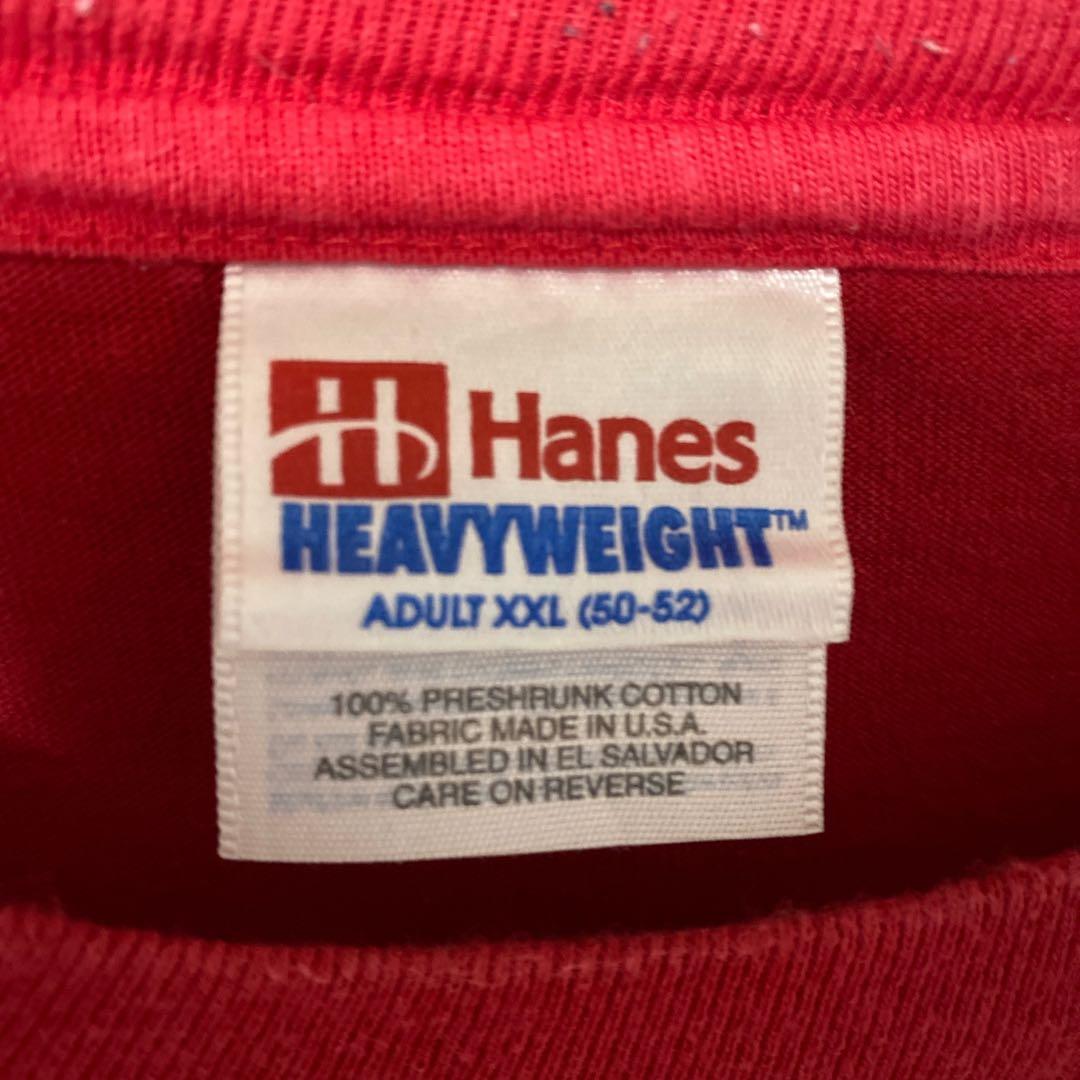 H Hanes
HEAVYWEIGHT™
ADULT XXL (50-52)
100% PRESHRUNK COTTON
FABRIC MADE IN U.S.A.
ASSEMBLED IN EL SALVADOR
CARE ON REVERSE